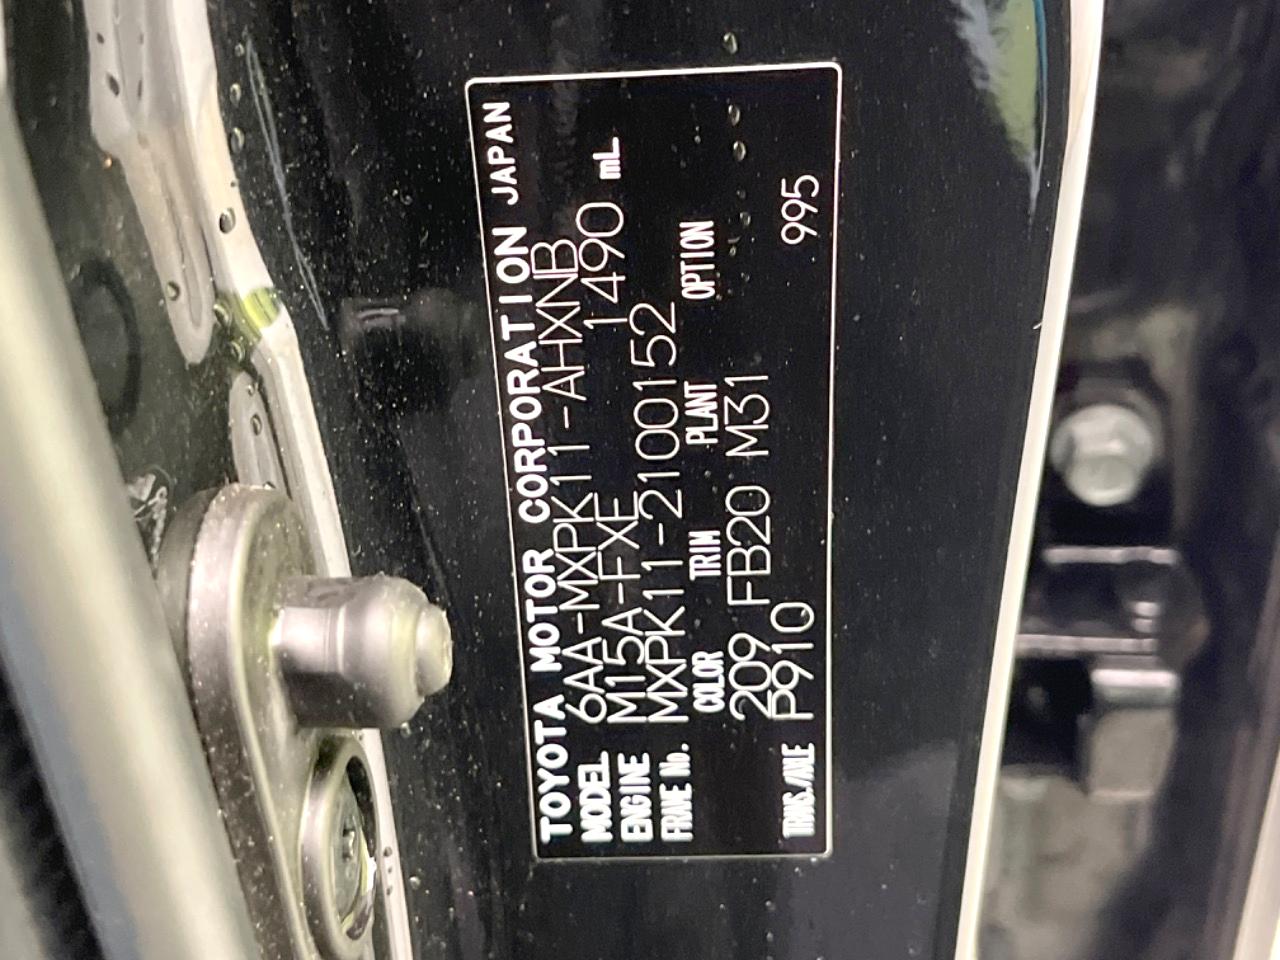 TOYOTA MOTOR CORPORATION JAPAN
MODEL 6AA-MXPK11-AHXNB
ENGINE M15A-FXE 1490 mL
FRAME No. MXPK11-2100152
COLOR TRIM PLANT OPTION
209 FB20 M31
TRANS./AXLE P910 995